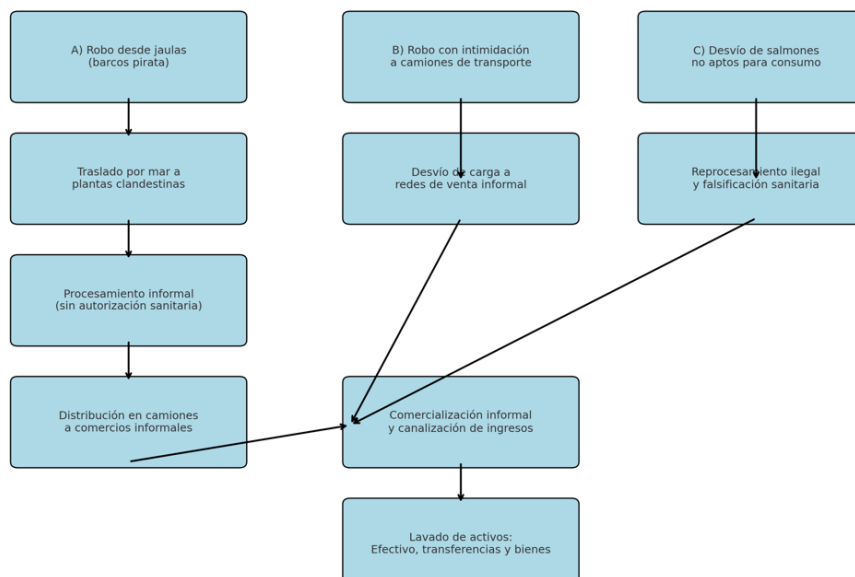 A) Robo desde jaulas
(barcos pirata)
B) Robo con intimidación
a camiones de transporte
C) Desvío de salmones
no aptos para consumo
Traslado por mar a
plantas clandestinas
Desvío de carga a
redes de venta informal
Reprocesamiento ilegal
y falsificación sanitaria
Procesamiento informal
(sin autorización sanitaria)
Distribución en camiones
a comercios informales
Comercialización informal
y canalización de ingresos
Lavado de activos:
Efectivo, transferencias y bienes